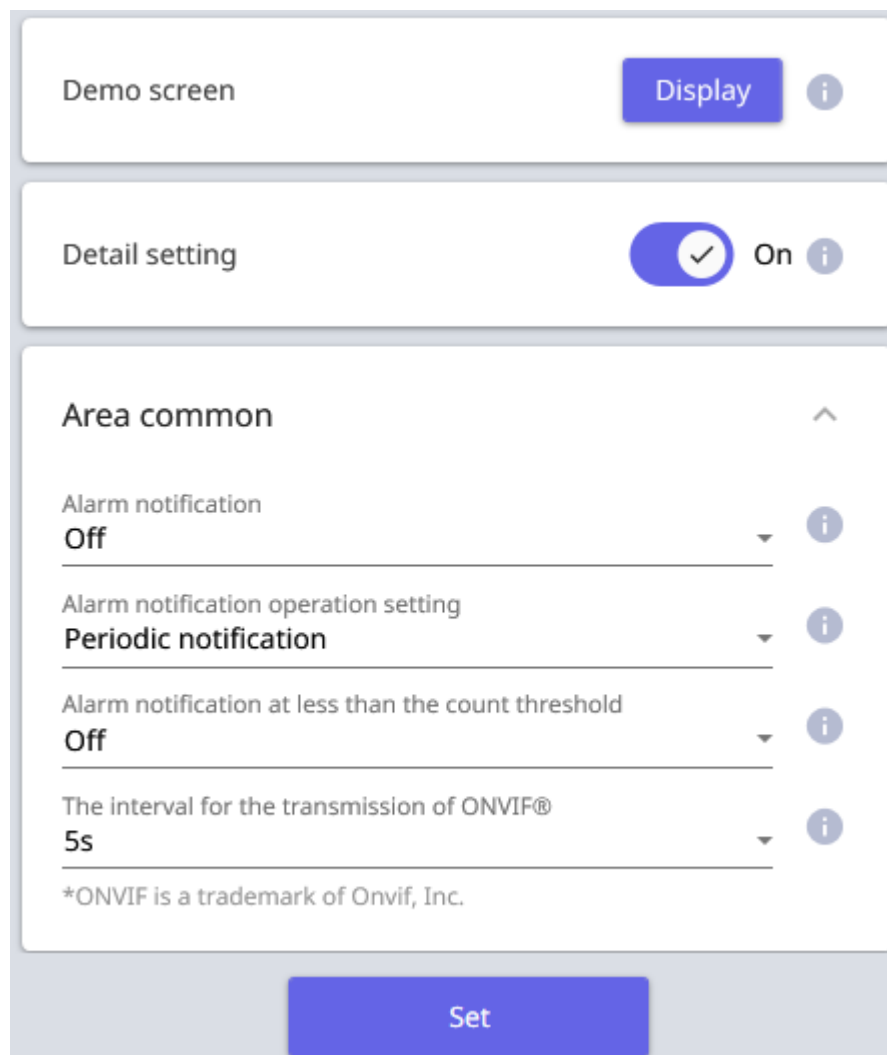 Demo screen Display
Detail setting On
Area common
Alarm notification
Off
Alarm notification operation setting
Periodic notification
Alarm notification at less than the count threshold
Off
The interval for the transmission of ONVIF®
5s
*ONVIF is a trademark of Onvif, Inc.
Set